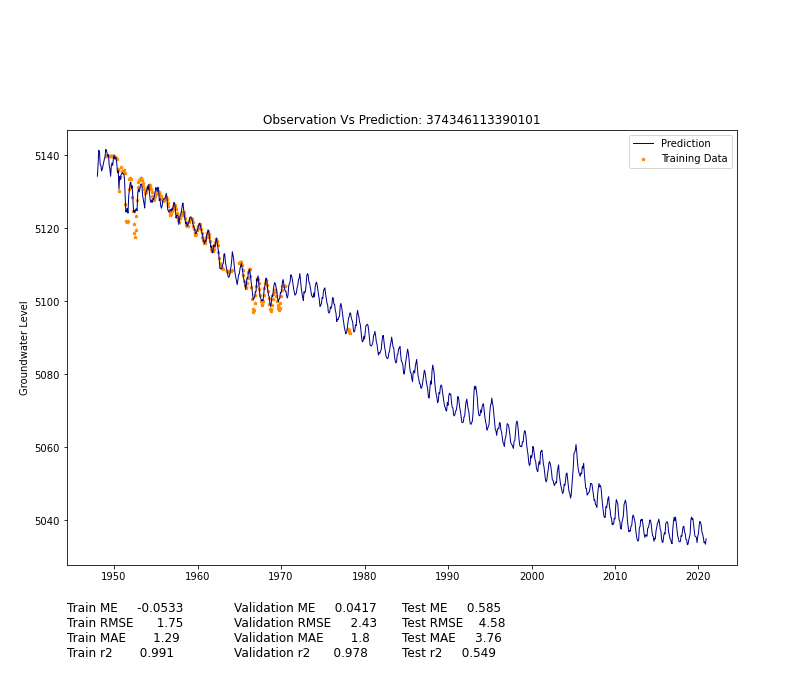 Observation Vs Prediction: 374346113390101
Prediction
Training Data
Groundwater Level
5140
5120
5100
5080
5060
5040
1950 1960 1970 1980 1990 2000 2010 2020
Train ME -0.0533 Validation ME 0.0417 Test ME 0.585
Train RMSE 1.75 Validation RMSE 2.43 Test RMSE 4.58
Train MAE 1.29 Validation MAE 1.8 Test MAE 3.76
Train r2 0.991 Validation r2 0.978 Test r2 0.549